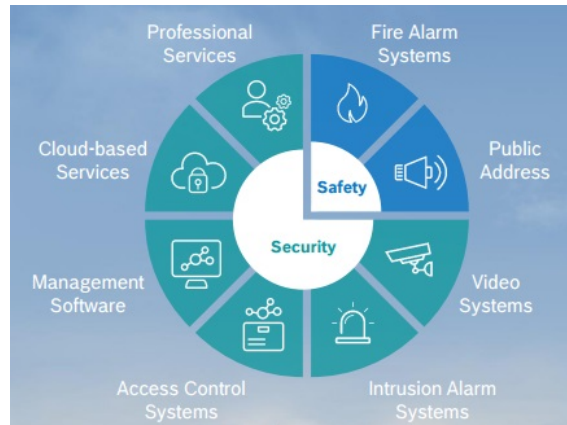 Professional
Services
Fire Alarm
Systems
Cloud-based
Services
Public
Address
Safety
Security
Management
Software
Video
Systems
Access Control
Systems
Intrusion Alarm
Systems